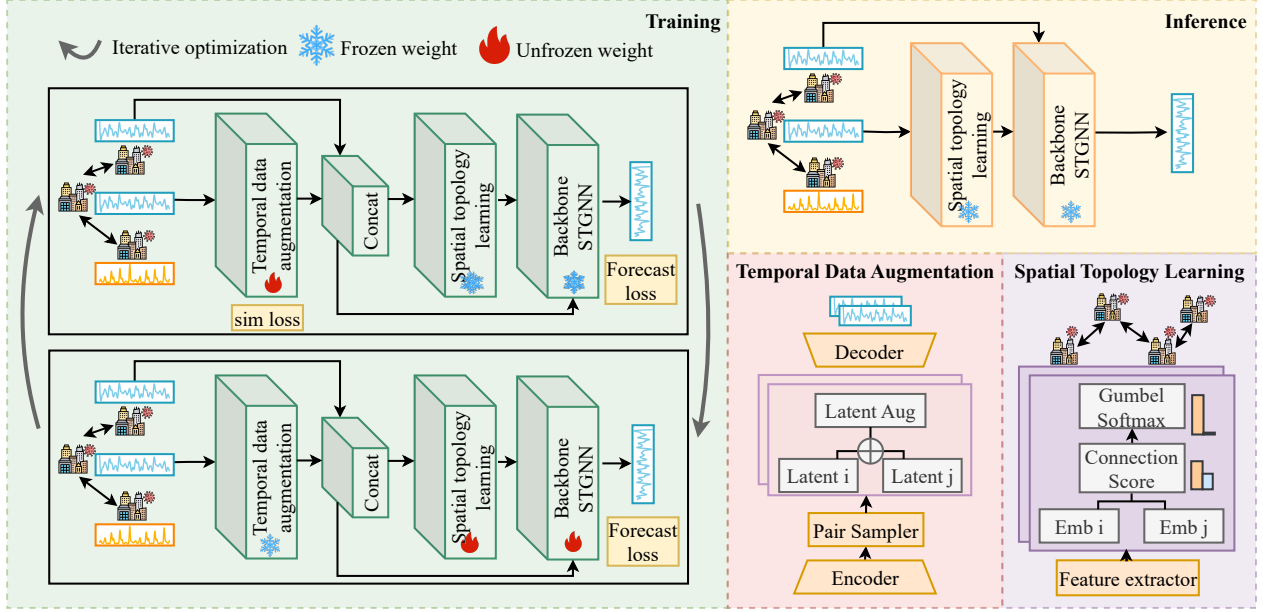 Training
Iterative optimization
Frozen weight
Unfrozen weight
Temporal data
augmentation
Concat
Spatial topology
learning
Backbone
STGNN
Forecast
loss
sim loss
Temporal data
augmentation
Concat
Spatial topology
learning
Backbone
STGNN
Forecast
loss
Inference
Spatial topology
learning
Backbone
STGNN
Temporal Data Augmentation
Decoder
Latent Aug
Latent i
Latent j
Pair Sampler
Encoder
Spatial Topology Learning
Gumbel
Softmax
Connection
Score
Emb i
Emb j
Feature extractor